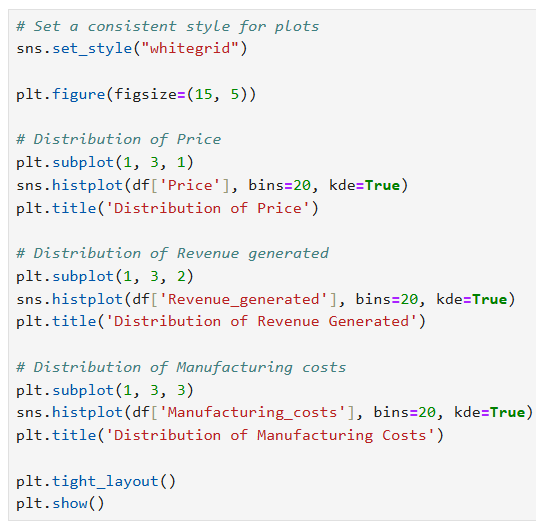 # Set a consistent style for plots
sns.set_style("whitegrid")
plt.figure(figsize=(15, 5))
# Distribution of Price
plt.subplot(1, 3, 1)
sns.histplot(df['Price'], bins=20, kde=True)
plt.title('Distribution of Price')
# Distribution of Revenue generated
plt.subplot(1, 3, 2)
sns.histplot(df['Revenue_generated'], bins=20, kde=True)
plt.title('Distribution of Revenue Generated')
# Distribution of Manufacturing costs
plt.subplot(1, 3, 3)
sns.histplot(df['Manufacturing_costs'], bins=20, kde=True)
plt.title('Distribution of Manufacturing Costs')
plt.tight_layout()
plt.show()